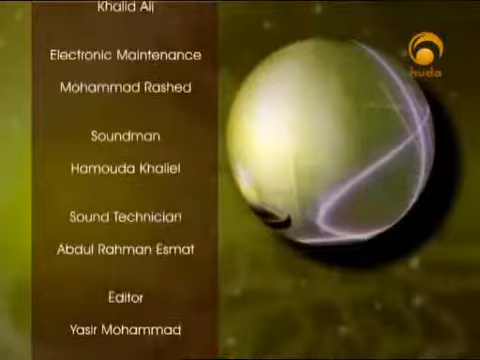 Khalid Ali
Electronic Maintenance
Mohammad Rashed
Soundman
Hamouda Khaliel
Sound Technician
Abdul Rahman Esmat
Editor
Yasir Mohammad
huda